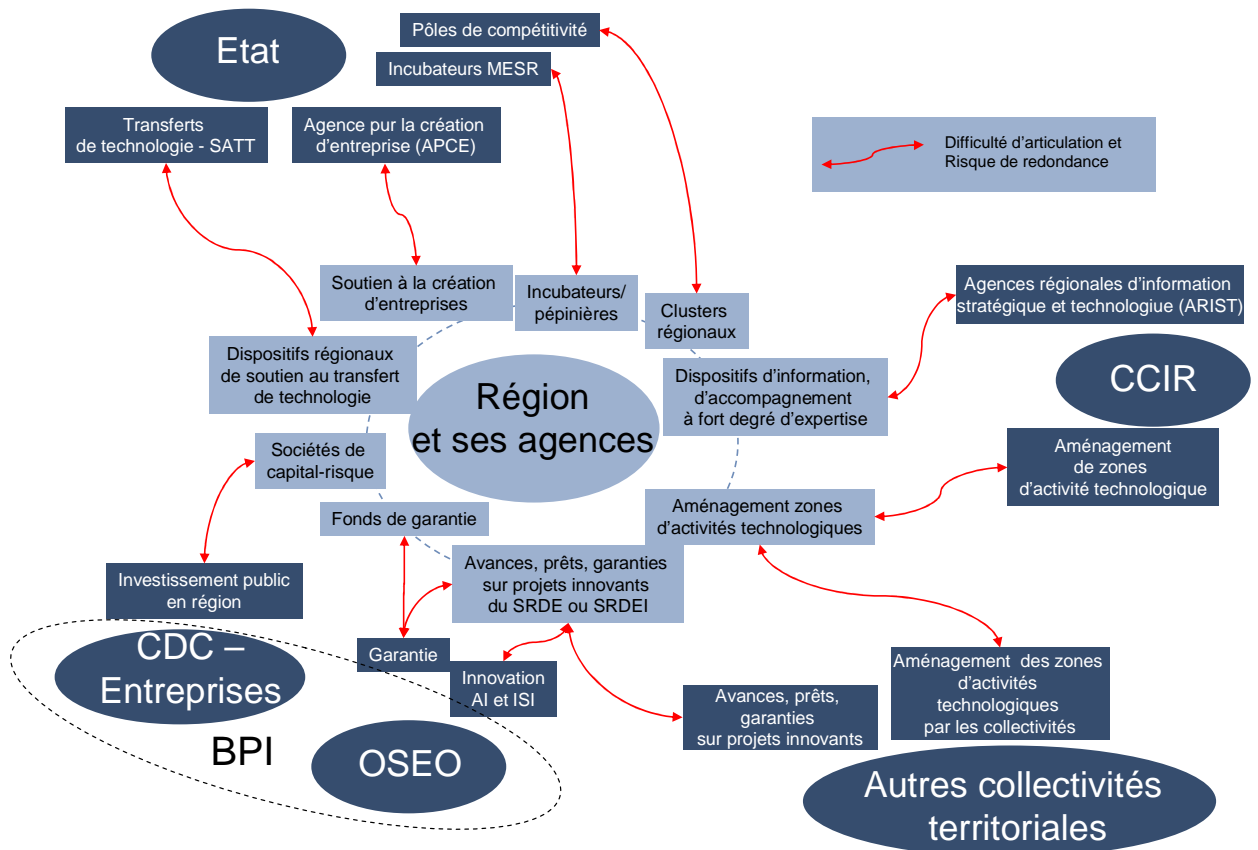 Etat
Pôles de compétitivité
Incubateurs MESR
Transferts
de technologie - SATT
Agence pur la création
d'entreprise (APCE)
Difficulté d'articulation et
Risque de redondance
Soutien à la création
d'entreprises
Incubateurs/
pépinières
Clusters
régionaux
Agences régionales d'information
stratégique et technologiue (ARIST)
Dispositifs régionaux
de soutien au transfert
de technologie
Région
et ses agences
Dispositifs d'information,
d'accompagnement
à fort degré d'expertise
CCIR
Sociétés de
capital-risque
Aménagement
de zones
d'activité technologique
Fonds de garantie
Aménagement zones
d'activités technologiques
Avances, prêts, garanties
sur projets innovants
du SRDE ou SRDEI
Investissement public
en région
CDC –
Entreprises
Garantie
Innovation
AI et ISI
BPI
OSEO
Avances, prêts,
garanties
sur projets innovants
Aménagement des zones
d'activités
technologiques
par les collectivités
Autres collectivités
territoriales